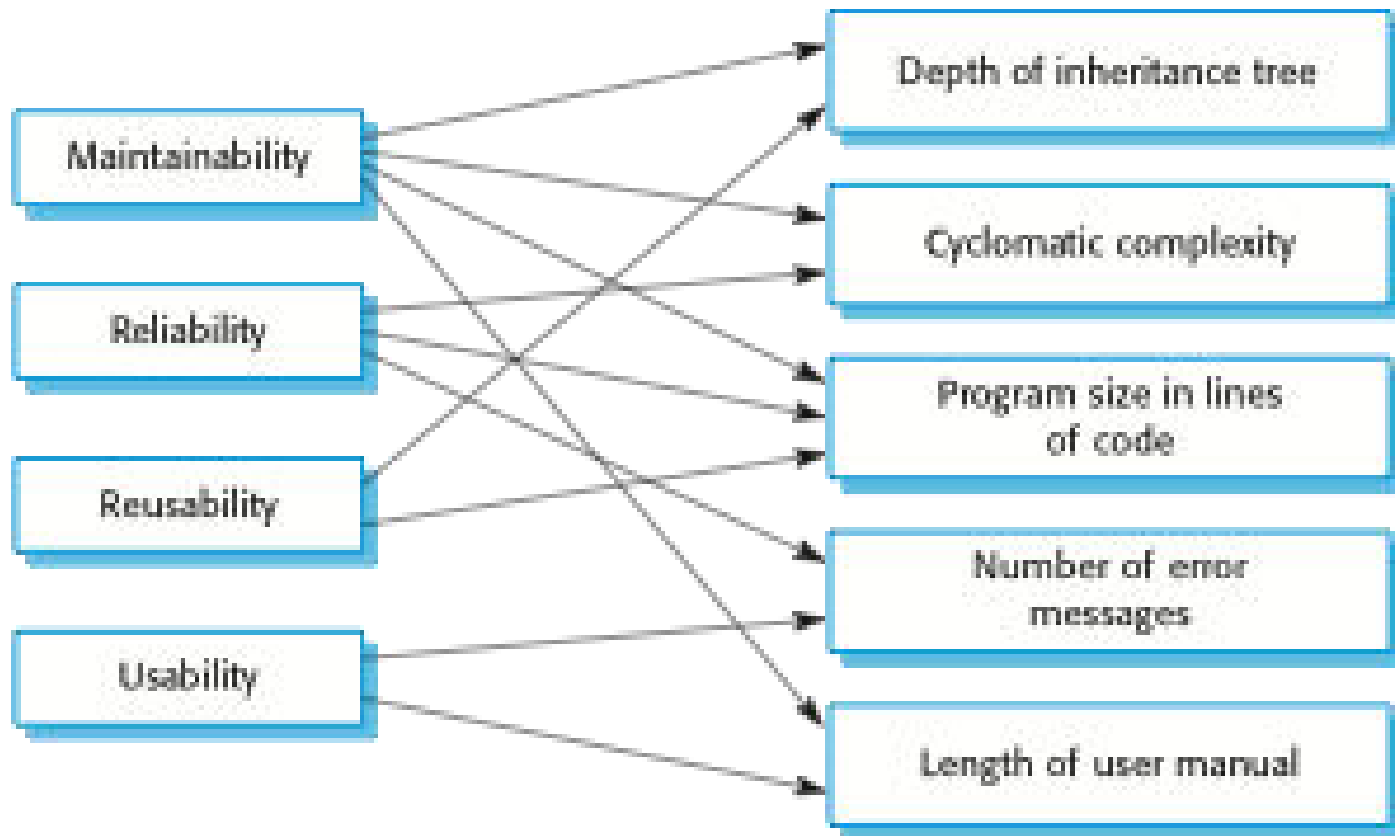 Maintainability
Reliability
Reusability
Usability
Depth of inheritance tree
Cyclomatic complexity
Program size in lines
of code
Number of error
messages
Length of user manual